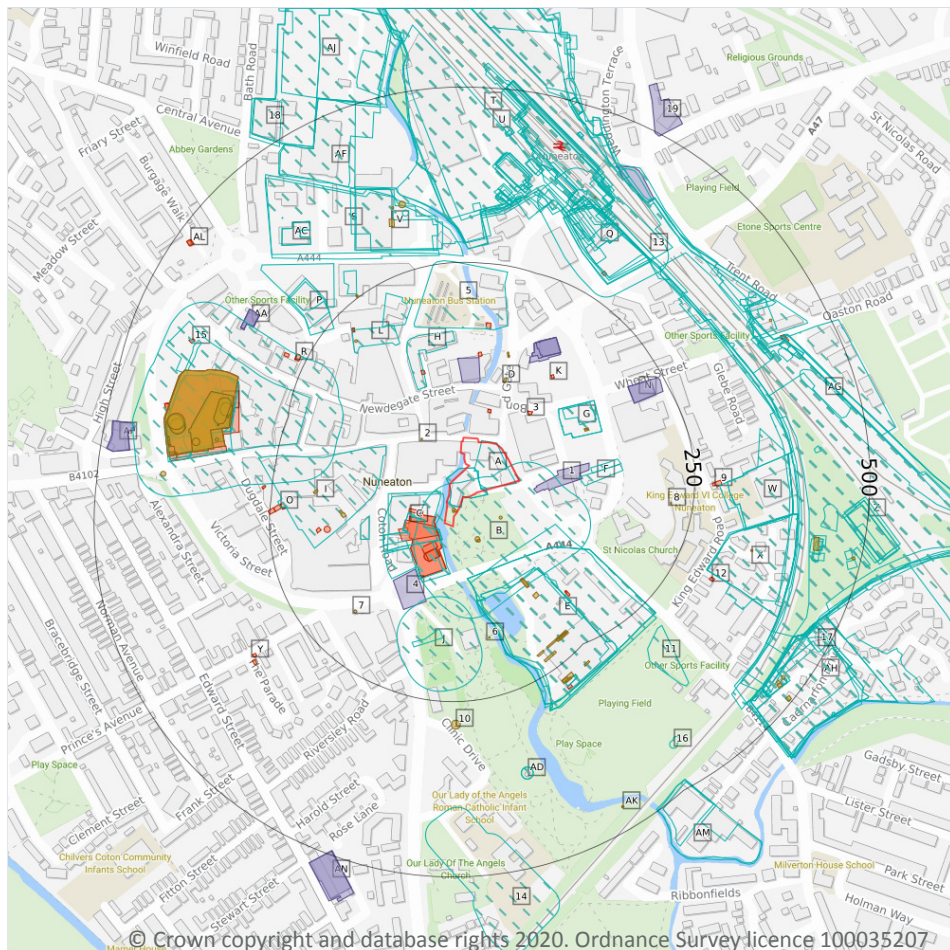 Winfield Road
Bath Road
AJ
T
U
18
Central Avenue
Friary Street
Abbey Gardens
AF
Burgage Walk
Meadow Street
AL
AC
S
V
A444
Nuneaton
Q
13
19
Religious Grounds
A47
St Nicolas Road
Playing Field
Etone Sports Centre
Trent Road
Oaston Road
Other Sports Facility
P
AA
15
R
L
5
Nuneaton Bus Station
H
D
K
3
Wheat Street
N
Other Sports Facility
Glebe Road
AG
High Street
B4102
Newdegate Street
Bond
2
G
A
1
F
250
8
9
King Edward VI College
Nuneaton
W
500
Z
Nuneaton
I
O
Dugdale Street
Victoria Street
Alexandra Street
Coton Road
C
B
A444
St Nicolas Church
King Edward Road
X
12
4
7
J
6
E
11
Other Sports Facility
17
AH
Norman Avenue
Bracebridge Street
Y
The Parade
Edward Street
Prince's Avenue
Riversley Road
10
Clinic Drive
Playing Field
Play Space
16
AD
AK
AM
Gadsby Street
Lister Street
Play Space
Clement Street
Frank Street
Harold Street
Rose Lane
Our Lady of the Angels
Roman Catholic Infant
School
Chilvers Coton Community
Infants School
Fitton Street
Stewart Street
AN
Our Lady Of The Angels
Church
14
Milverton House School
Park Street
Ribbonfields
Holman Way
© Crown copyright and database rights 2020. Ordnance Survey licence 100035207